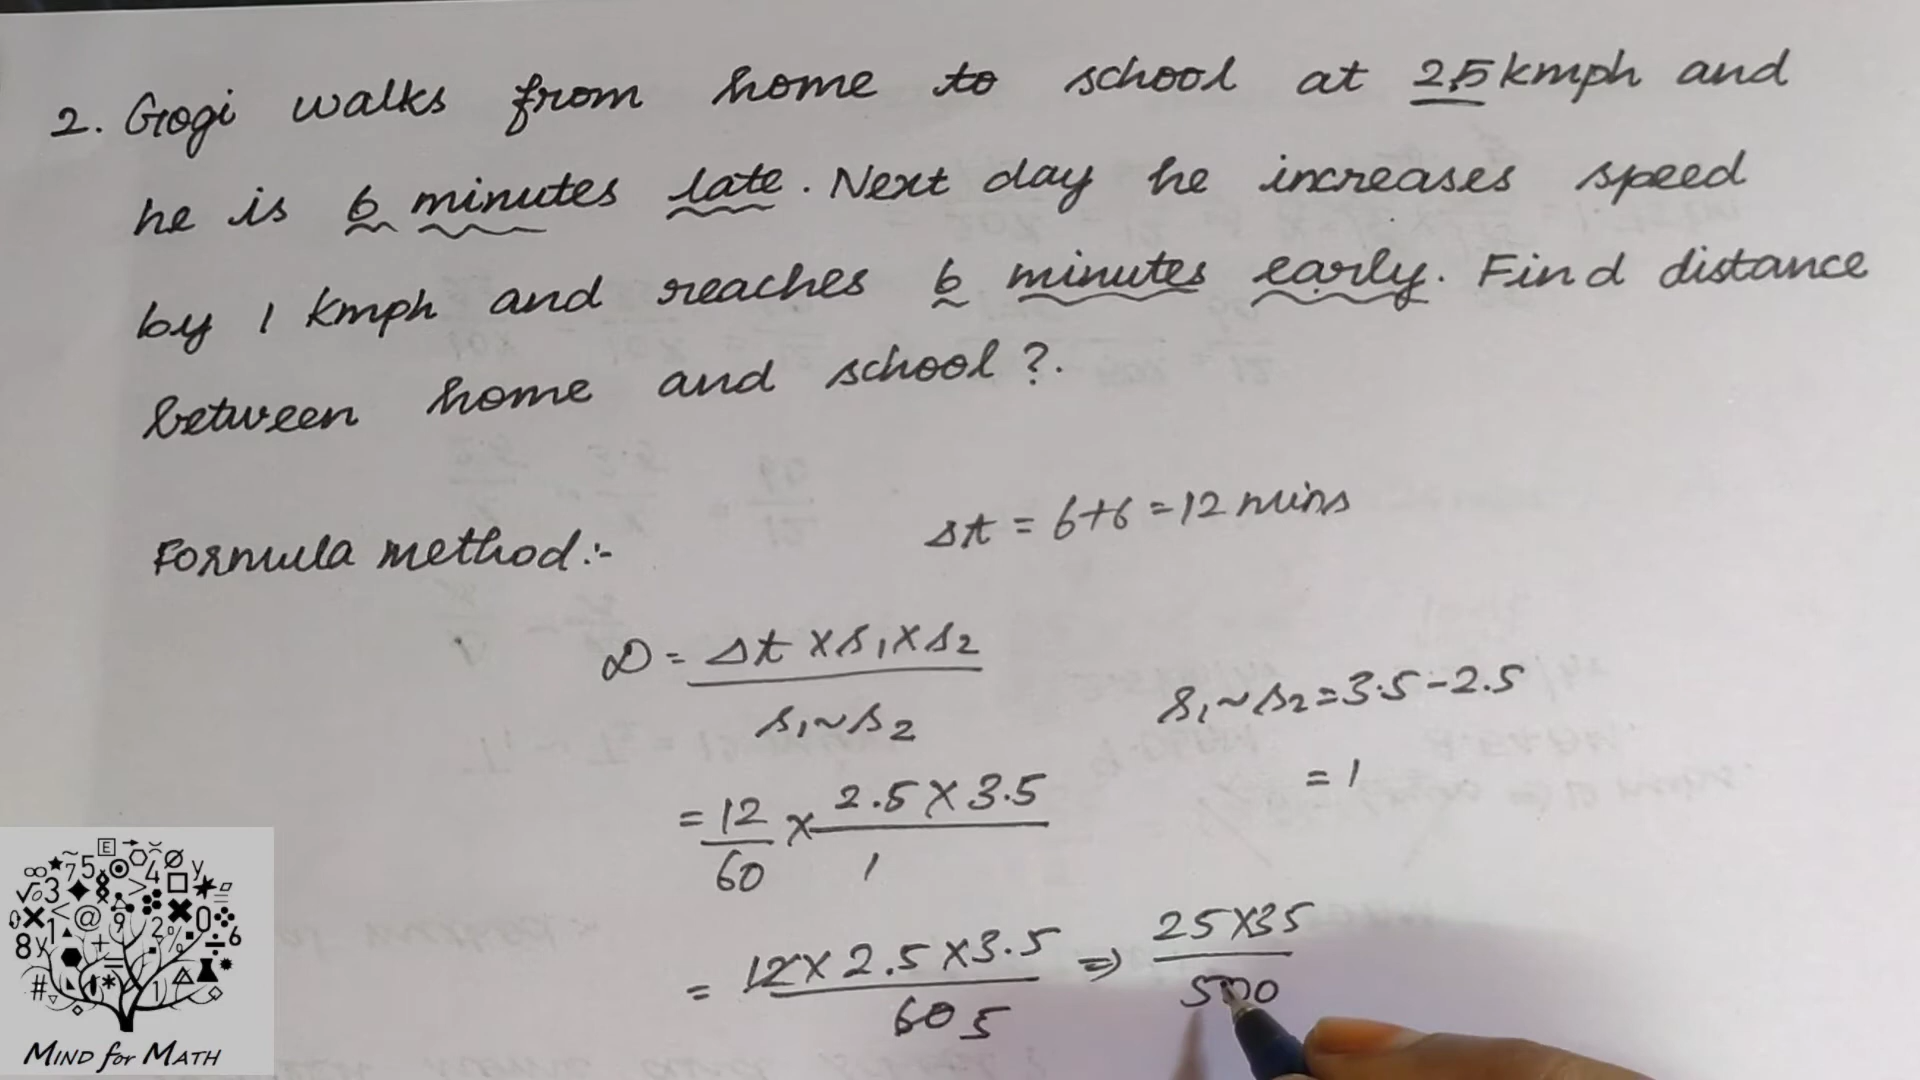 2. Gogi walks from home to school at 2.5 kmph and
he is 6 minutes late. Next day he increases speed
by 1 kmph and reaches 6 minutes early. Find distance
between home and school?.
Formula method:-
Δt = 6+6 = 12 mins
D = Δt × s₁ × s₂
s₁ ~ s₂
s₁ ~ s₂ = 3.5 - 2.5
= 1
= 12/60 × 2.5 × 3.5
1
= 12 × 2.5 × 3.5 ⇒ 25 × 35
60 5 500
MIND for MATH